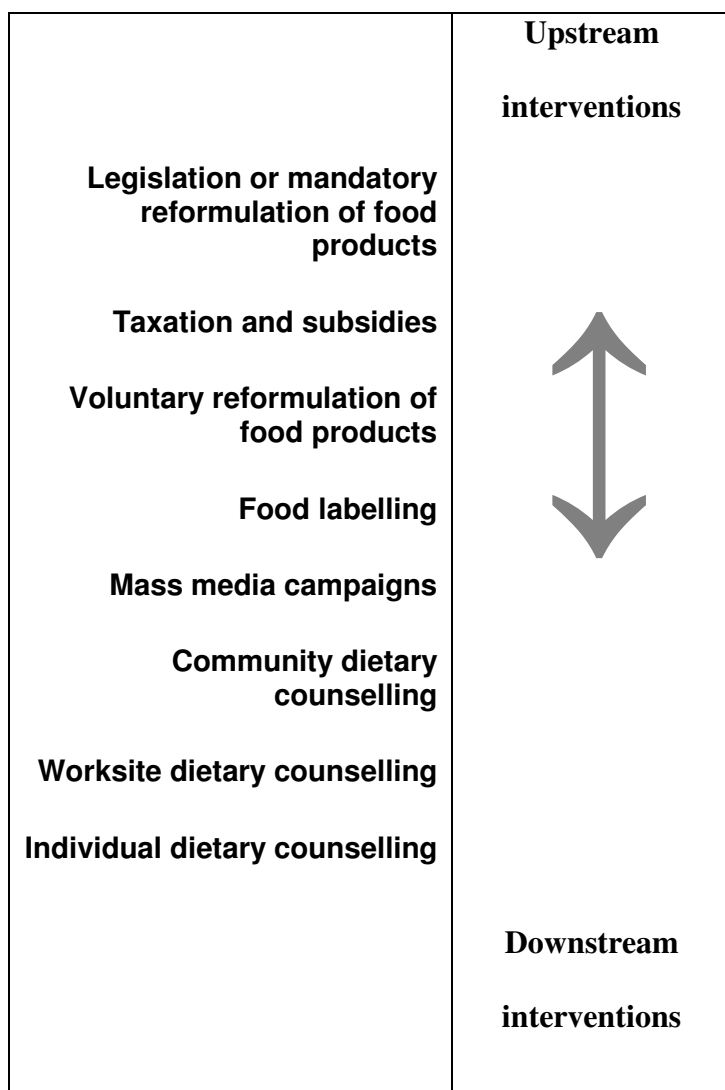 Upstream
interventions
Legislation or mandatory
reformulation of food
products
Taxation and subsidies
Voluntary reformulation of
food products
Food labelling
Mass media campaigns
Community dietary
counselling
Worksite dietary counselling
Individual dietary counselling
Downstream
interventions